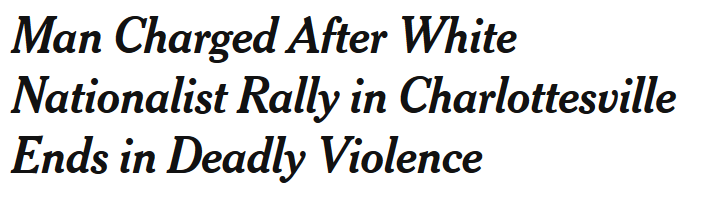 Man Charged After White
Nationalist Rally in Charlottesville
Ends in Deadly Violence